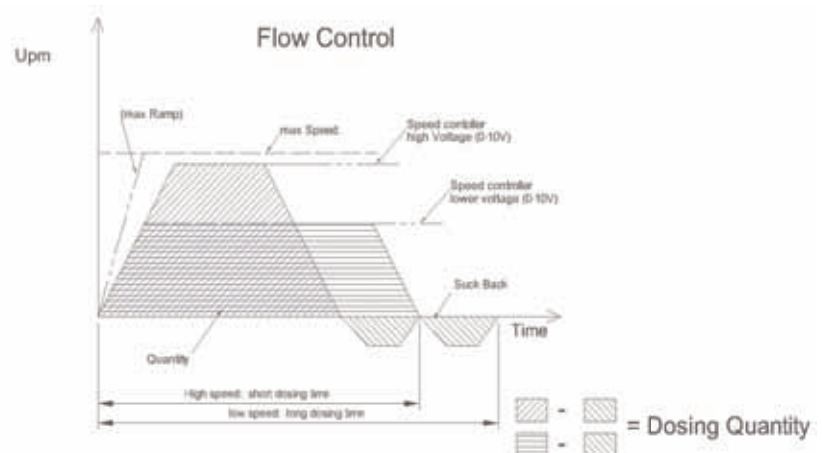 Flow Control
Upm
(max Ramp)
max Speed
Speed contoller
high Voltage (0-10V)
Speed controller
lower voltage (0-10V)
Suck Back
Time
Quantity
High speed: short dosing time
low speed: long dosing time
- = Dosing Quantity
-